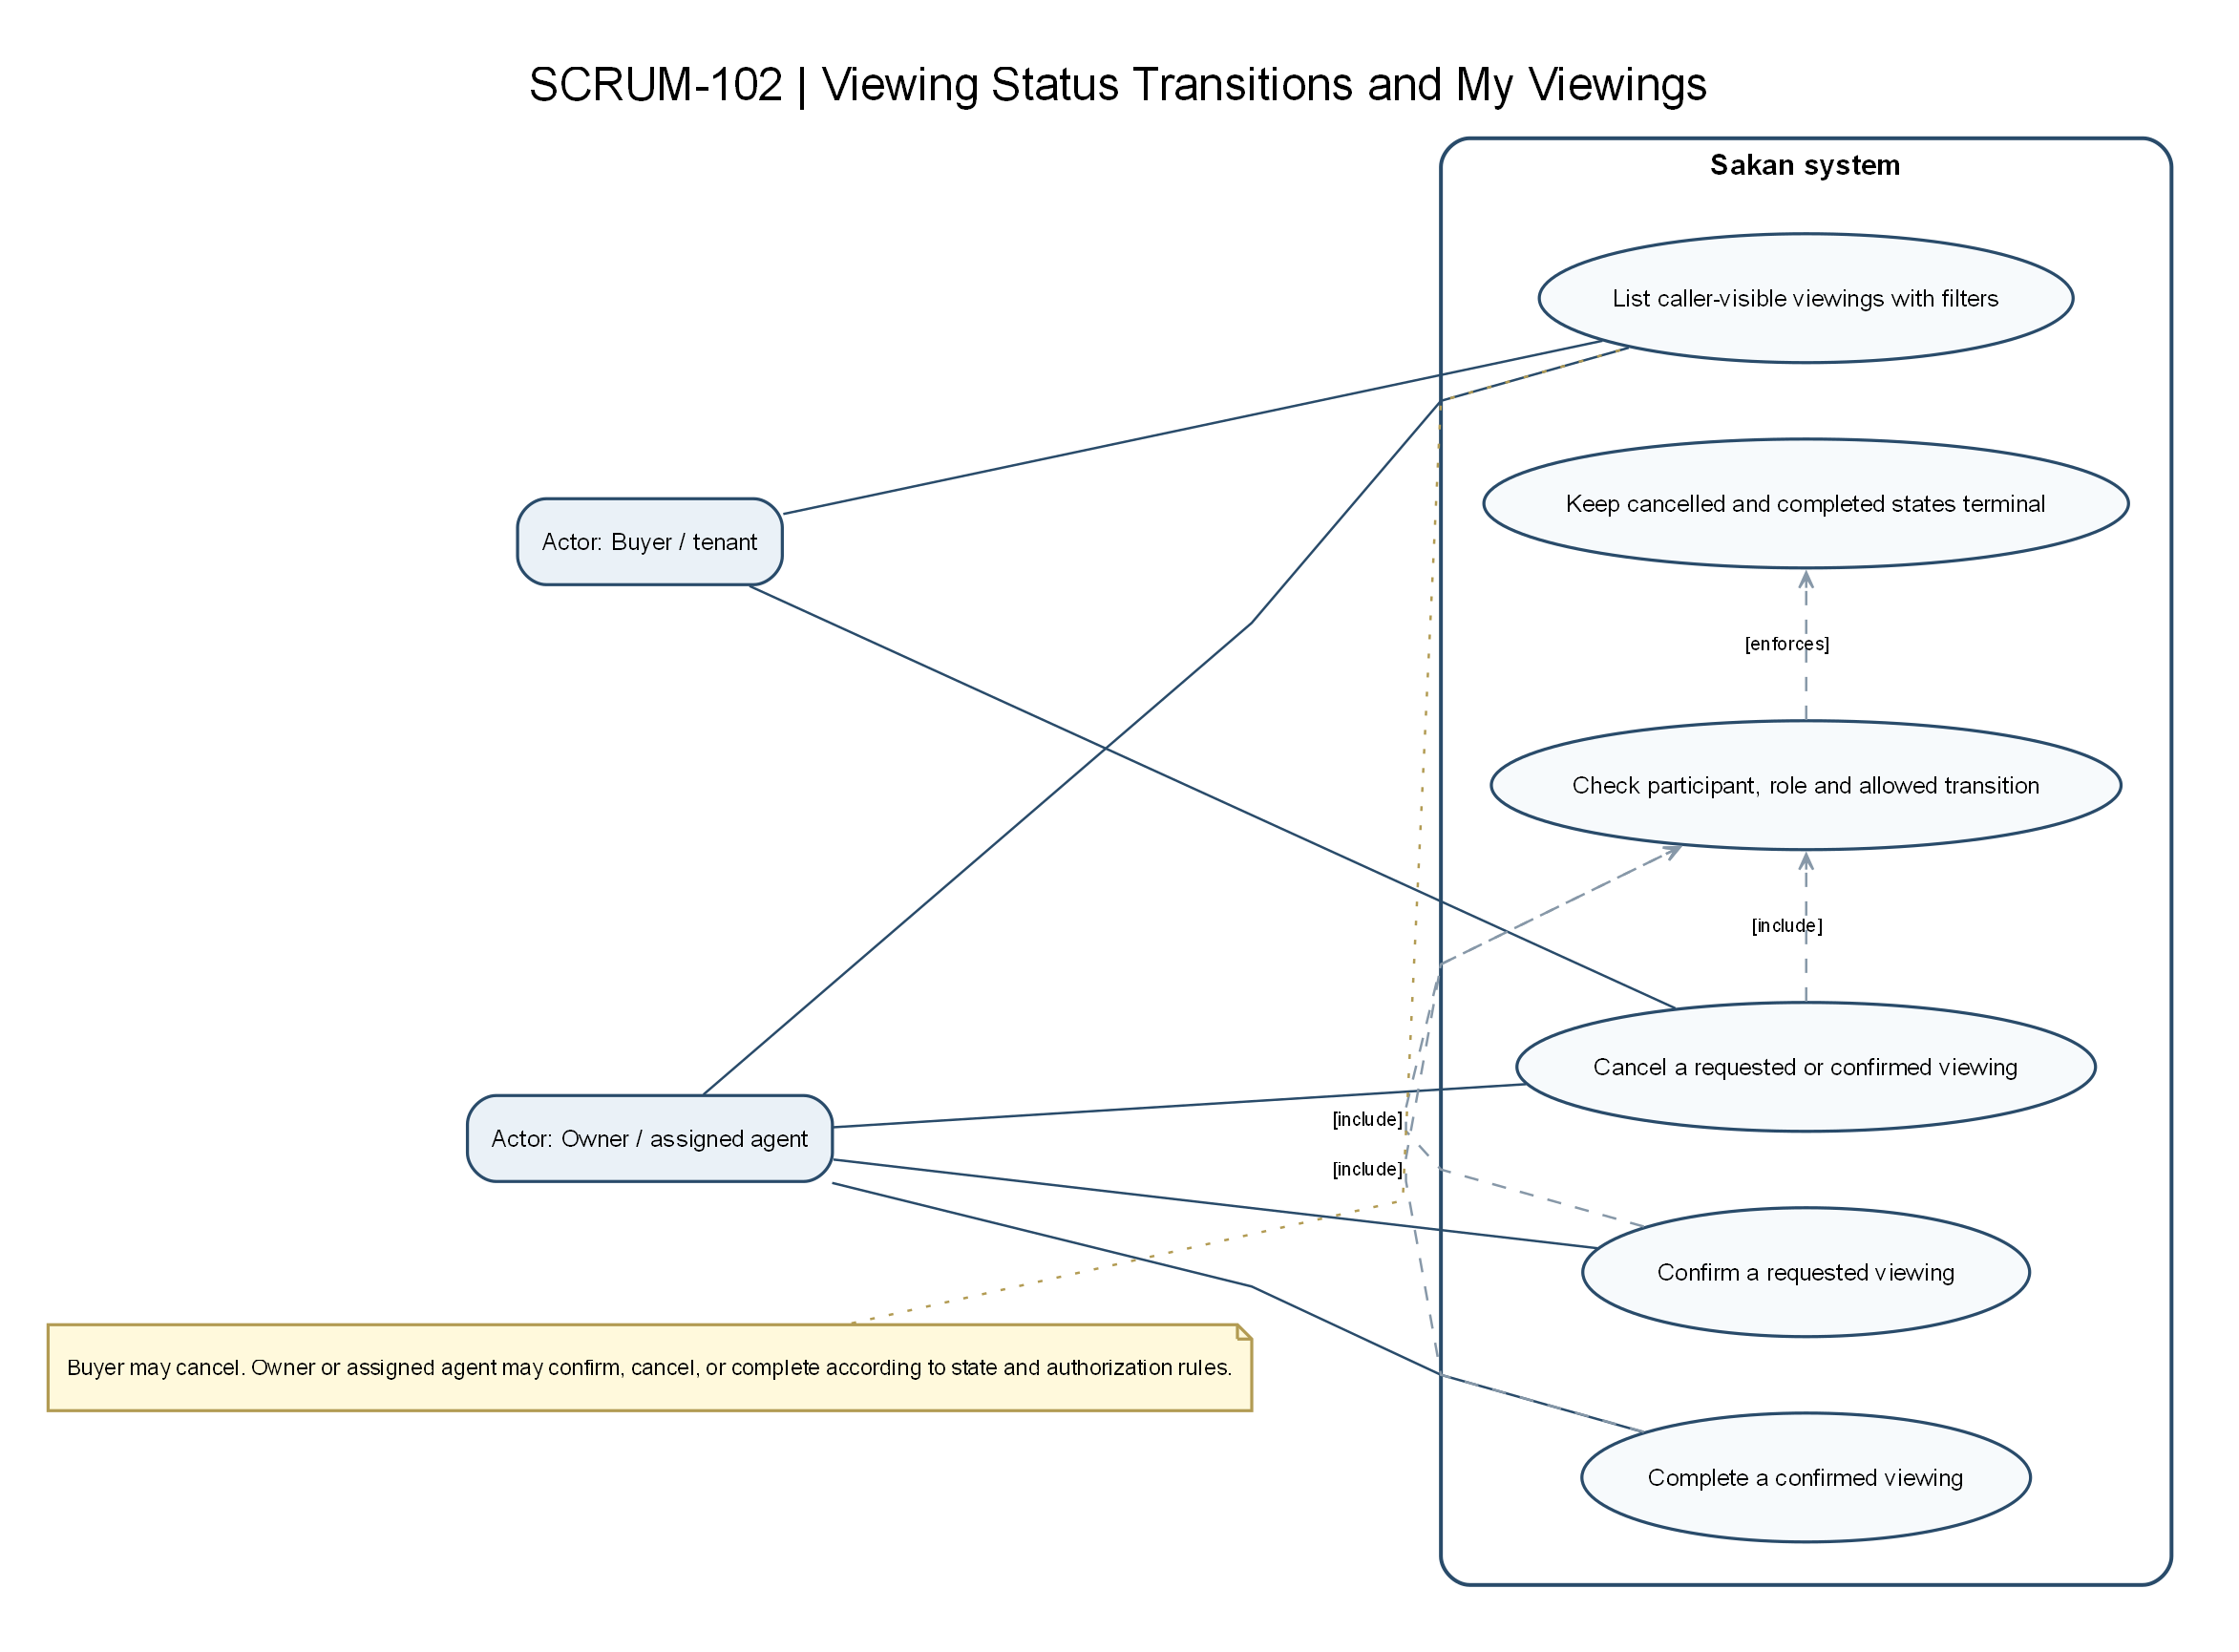 SCRUM-102 | Viewing Status Transitions and My Viewings
Sakan system
List caller-visible viewings with filters
Keep cancelled and completed states terminal
Actor: Buyer / tenant
[enforces]
Check participant, role and allowed transition
[include]
Cancel a requested or confirmed viewing
[include]
Actor: Owner / assigned agent
[include]
Confirm a requested viewing
Buyer may cancel. Owner or assigned agent may confirm, cancel, or complete according to state and authorization rules.
Complete a confirmed viewing